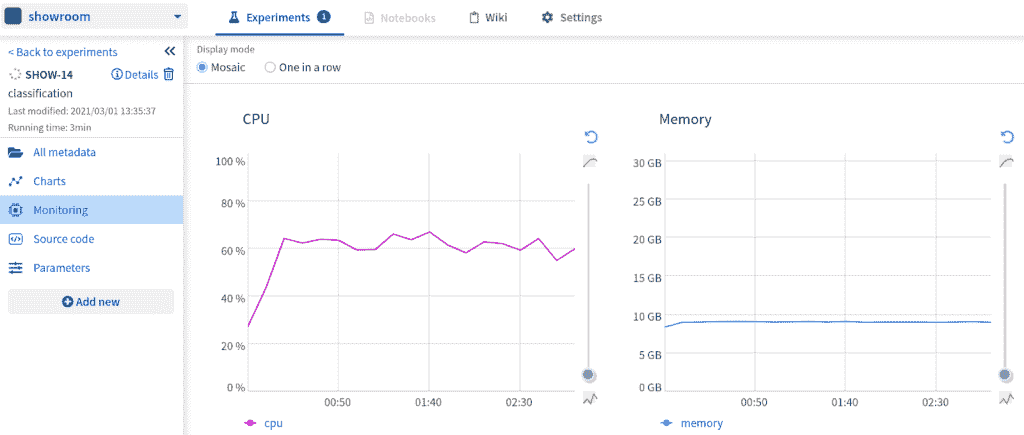 showroom
Experiments 1 Notebooks Wiki Settings
< Back to experiments
SHOW-14 Details
classification
Last modified: 2021/03/01 13:35:37
Running time: 3min
All metadata
Charts
Monitoring
Source code
Parameters
Add new
Display mode
Mosaic One in a row
CPU
100 %
80 %
60 %
40 %
20 %
0 %
00:50 01:40 02:30
cpu
Memory
30 GB
25 GB
20 GB
15 GB
10 GB
5 GB
0 GB
00:50 01:40 02:30
memory